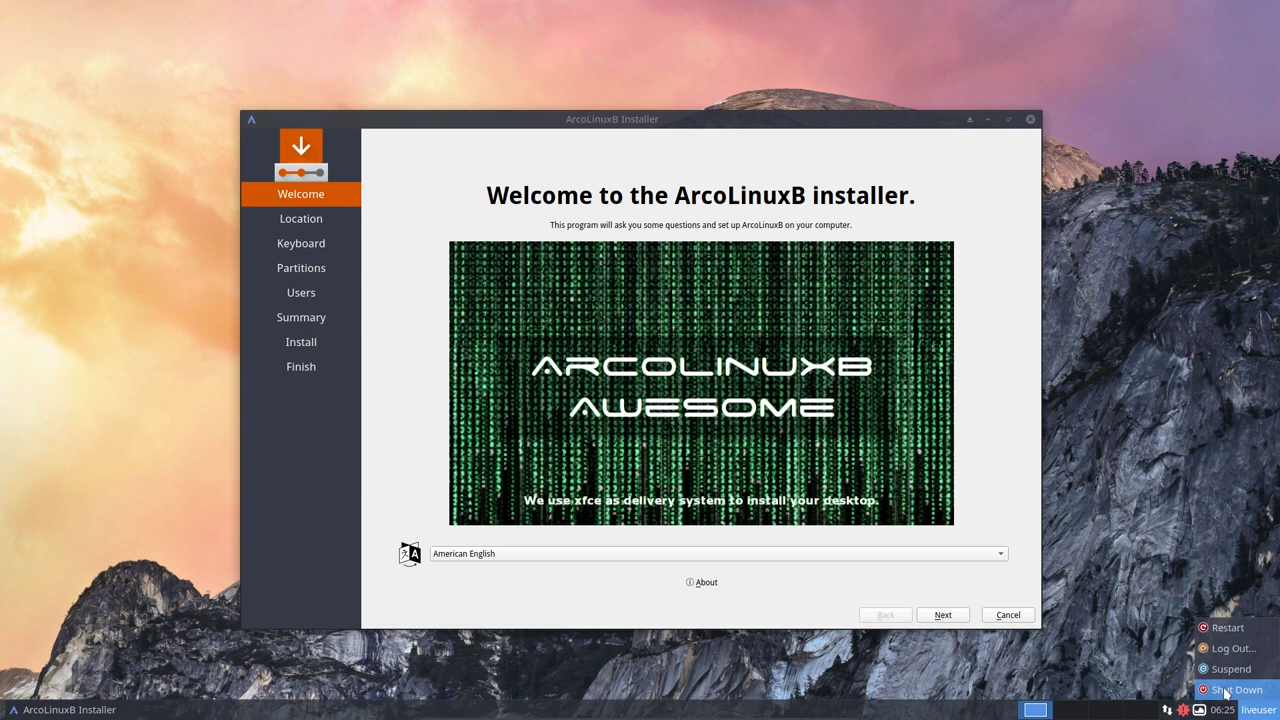 ArcoLinuxB Installer
Welcome
Location
Keyboard
Partitions
Users
Summary
Install
Finish
Welcome to the ArcoLinuxB installer.
This program will ask you some questions and set up ArcoLinuxB on your computer.
ARCOLINUXB
AWESOME
We use xfce as delivery system to install your desktop.
American English
About
Back
Next
Cancel
Restart
Log Out...
Suspend
Shut Down
ArcoLinuxB Installer
06:25
liveuser